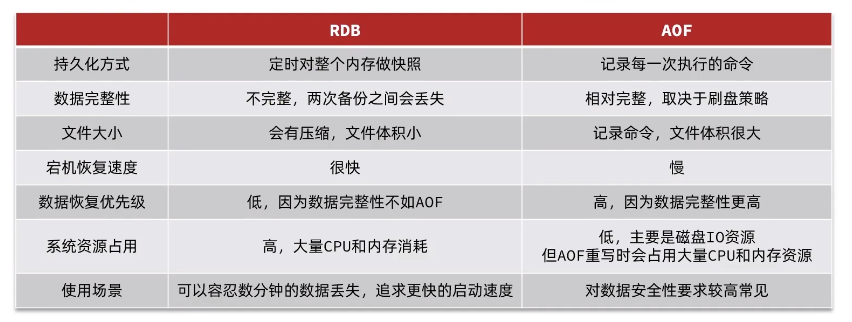 RDB AOF
持久化方式 定时对整个内存做快照 记录每一次执行的命令
数据完整性 不完整，两次备份之间会丢失 相对完整，取决于刷盘策略
文件大小 会有压缩，文件体积小 记录命令，文件体积很大
宕机恢复速度 很快 慢
数据恢复优先级 低，因为数据完整性不如AOF 高，因为数据完整性更高
系统资源占用 高，大量CPU和内存消耗 低，主要是磁盘IO资源
但AOF重写时会占用大量CPU和内存资源
使用场景 可以容忍数分钟的数据丢失，追求更快的启动速度 对数据安全性要求较高常见